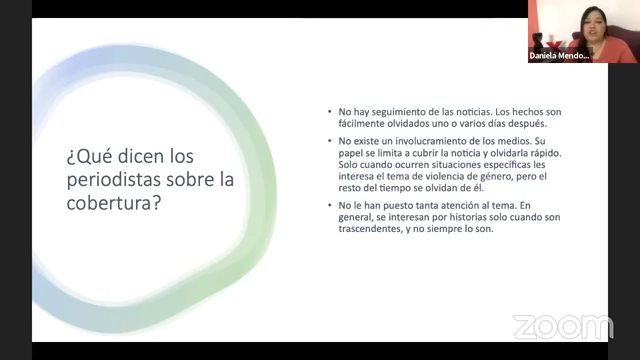 Daniela Mendo...
¿Qué dicen los
periodistas sobre la
cobertura?
• No hay seguimiento de las noticias. Los hechos son
fácilmente olvidados uno o varios días después.
• No existe un involucramiento de los medios. Su
papel se limita a cubrir la noticia y olvidarla rápido.
Solo cuando ocurren situaciones específicas les
interesa el tema de violencia de género, pero el
resto del tiempo se olvidan de él.
• No le han puesto tanta atención al tema. En
general, se interesan por historias solo cuando son
trascendentes, y no siempre lo son.
zoom